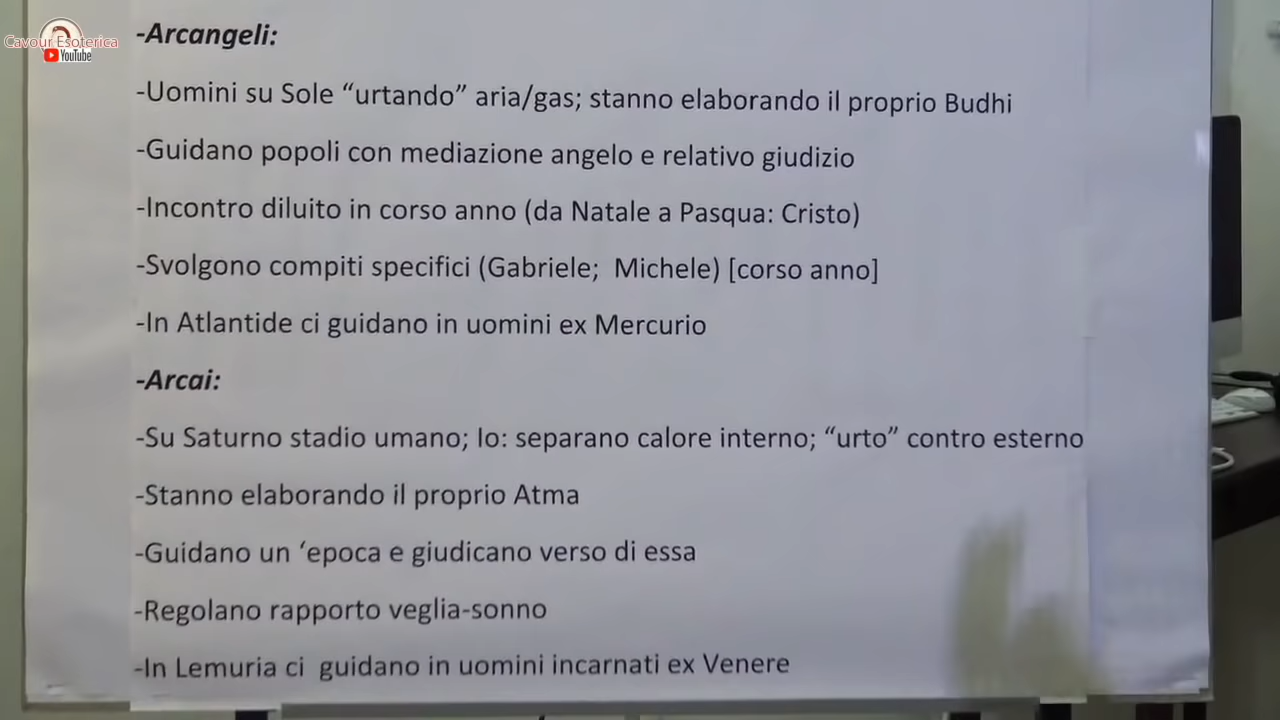 Cavour Esoterica
YouTube
-Arcangeli:
-Uomini su Sole “urtando” aria/gas; stanno elaborando il proprio Budhi
-Guidano popoli con mediazione angelo e relativo giudizio
-Incontro diluito in corso anno (da Natale a Pasqua: Cristo)
-Svolgono compiti specifici (Gabriele;  Michele) [corso anno]
-In Atlantide ci guidano in uomini ex Mercurio
-Arcai:
-Su Saturno stadio umano; Io: separano calore interno; “urto” contro esterno
-Stanno elaborando il proprio Atma
-Guidano un ‘epoca e giudicano verso di essa
-Regolano rapporto veglia-sonno
-In Lemuria ci  guidano in uomini incarnati ex Venere